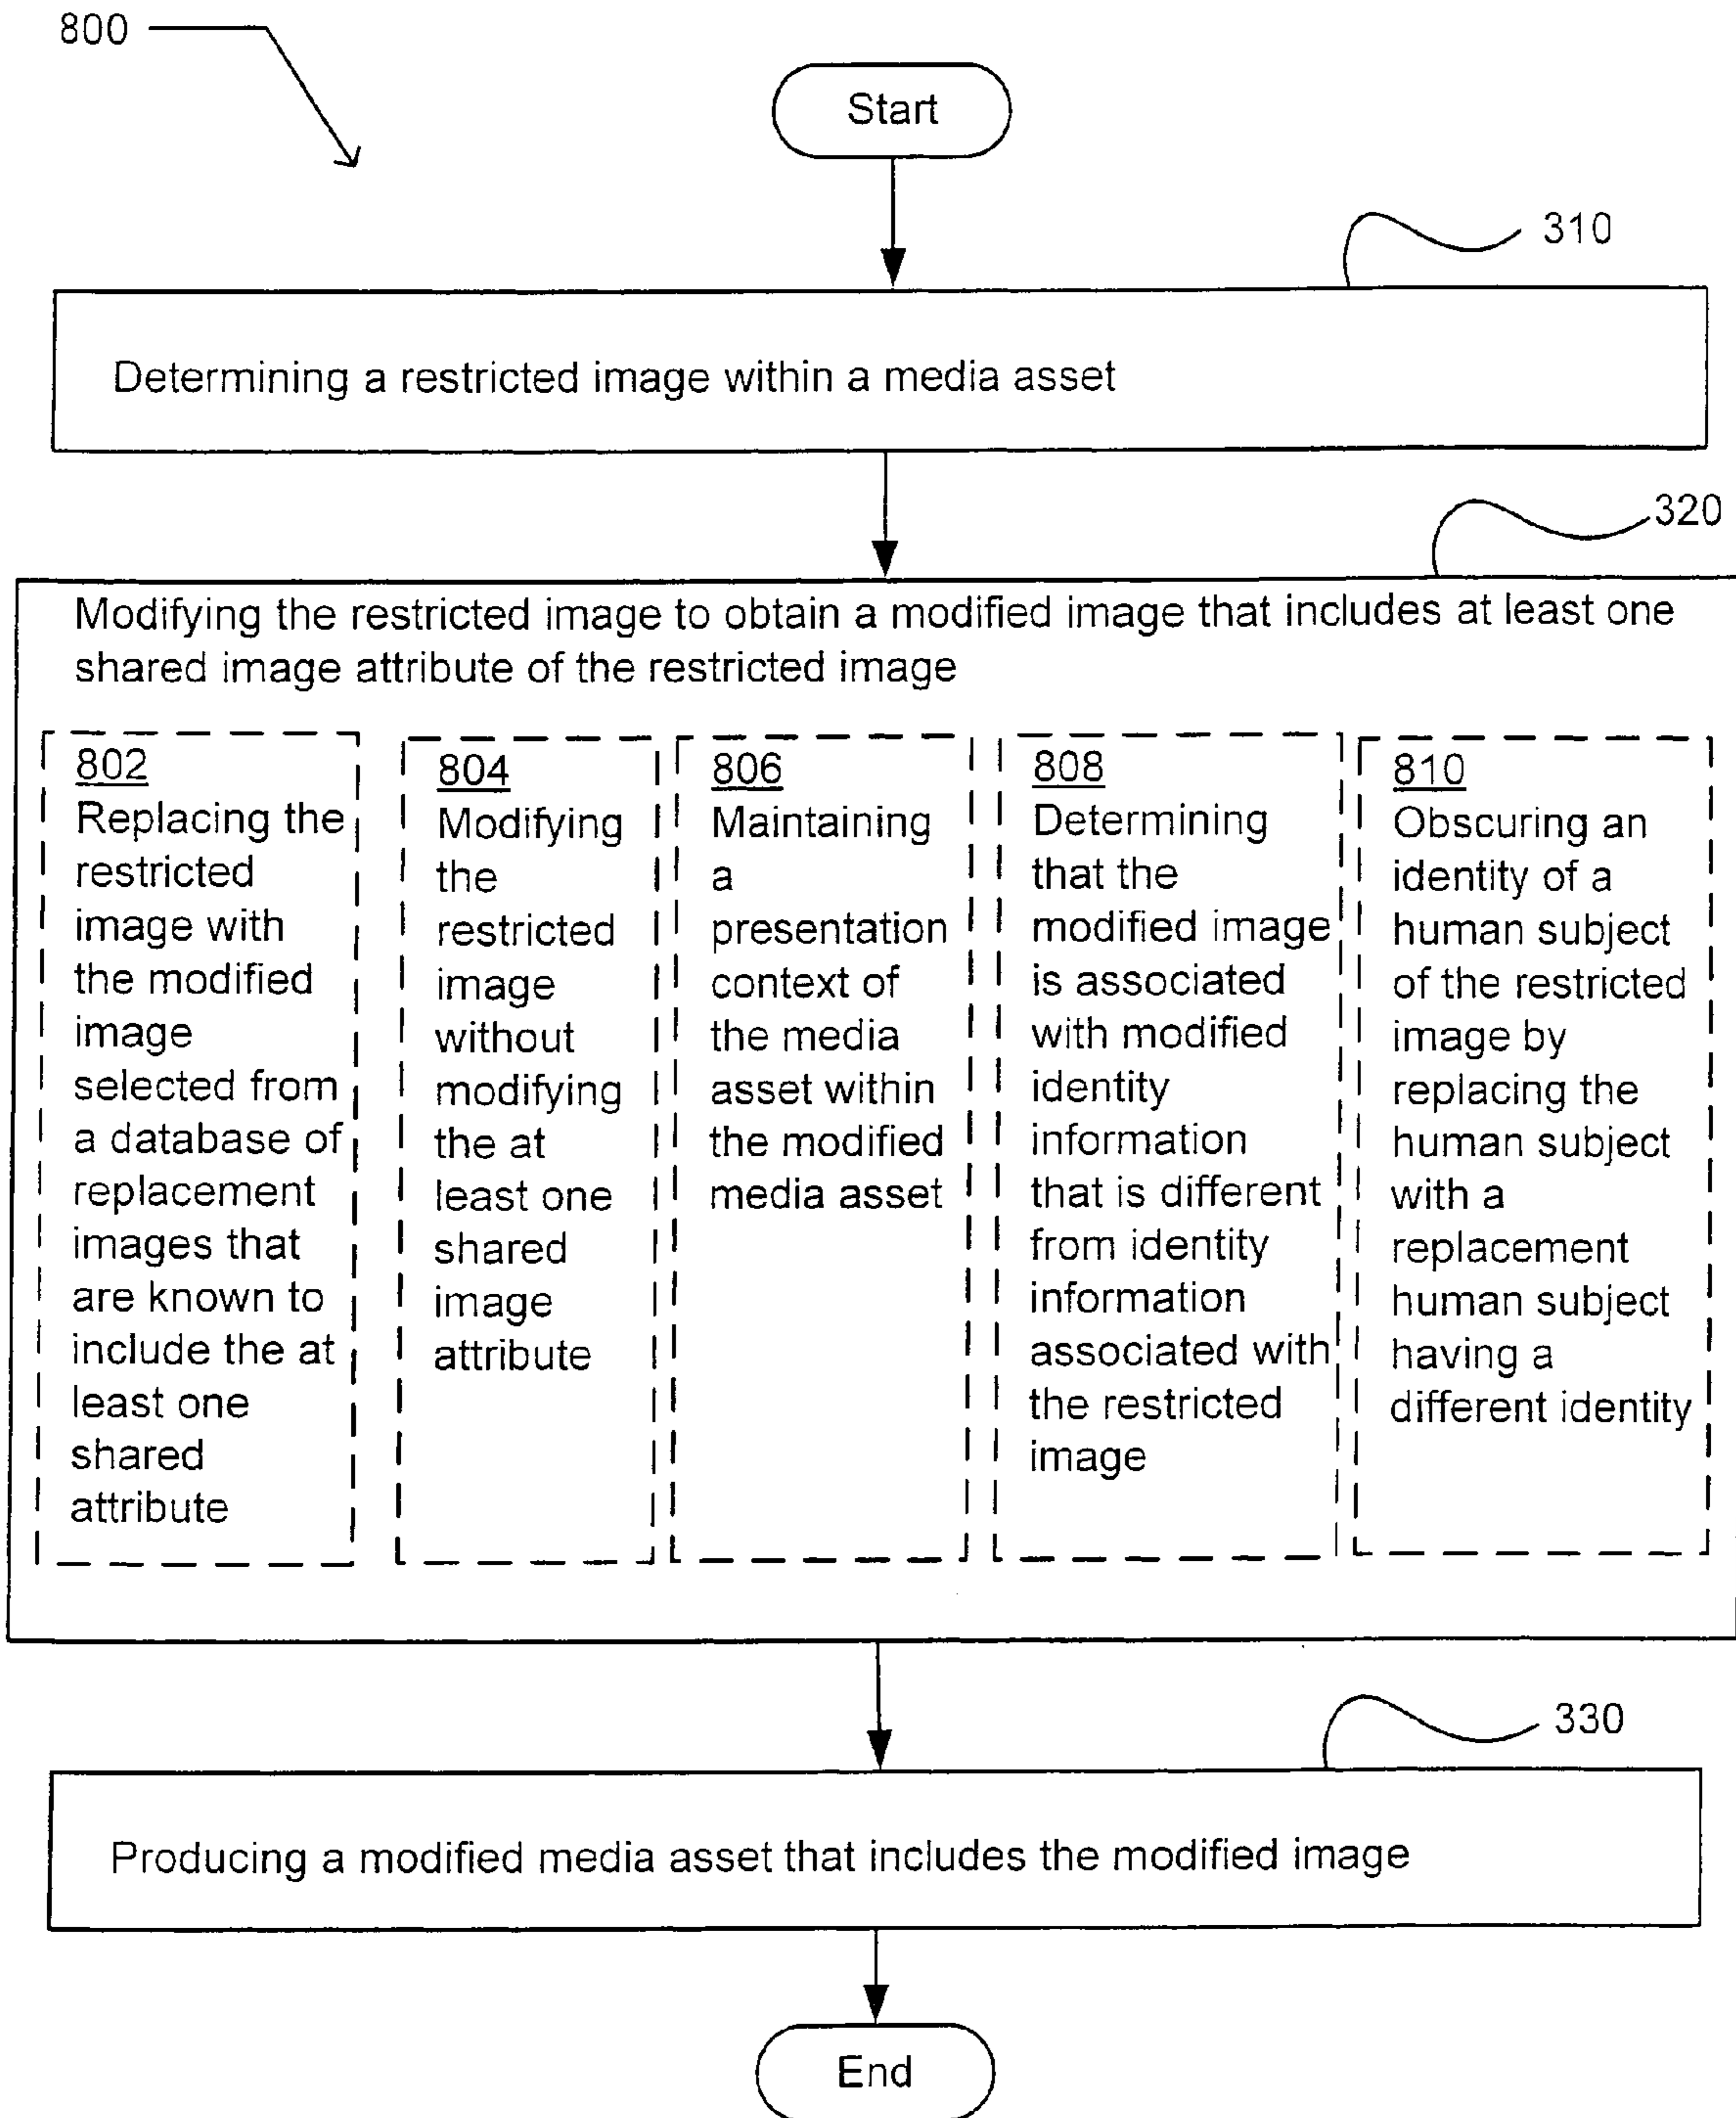 800
Start
310
Determining a restricted image within a media asset
320
Modifying the restricted image to obtain a modified image that includes at least one
shared image attribute of the restricted image
802
Replacing the
restricted
image with
the modified
image
selected from
a database of
replacement
images that
are known to
include the at
least one
shared
attribute
804
Modifying
the
restricted
image
without
modifying
the at
least one
shared
image
attribute
806
Maintaining
a
presentation
context of
the media
asset within
the modified
media asset
808
Determining
that the
modified image
is associated
with modified
identity
information
that is different
from identity
information
associated with
the restricted
image
810
Obscuring an
identity of a
human subject
of the restricted
image by
replacing the
human subject
with a
replacement
human subject
having a
different identity
330
Producing a modified media asset that includes the modified image
End